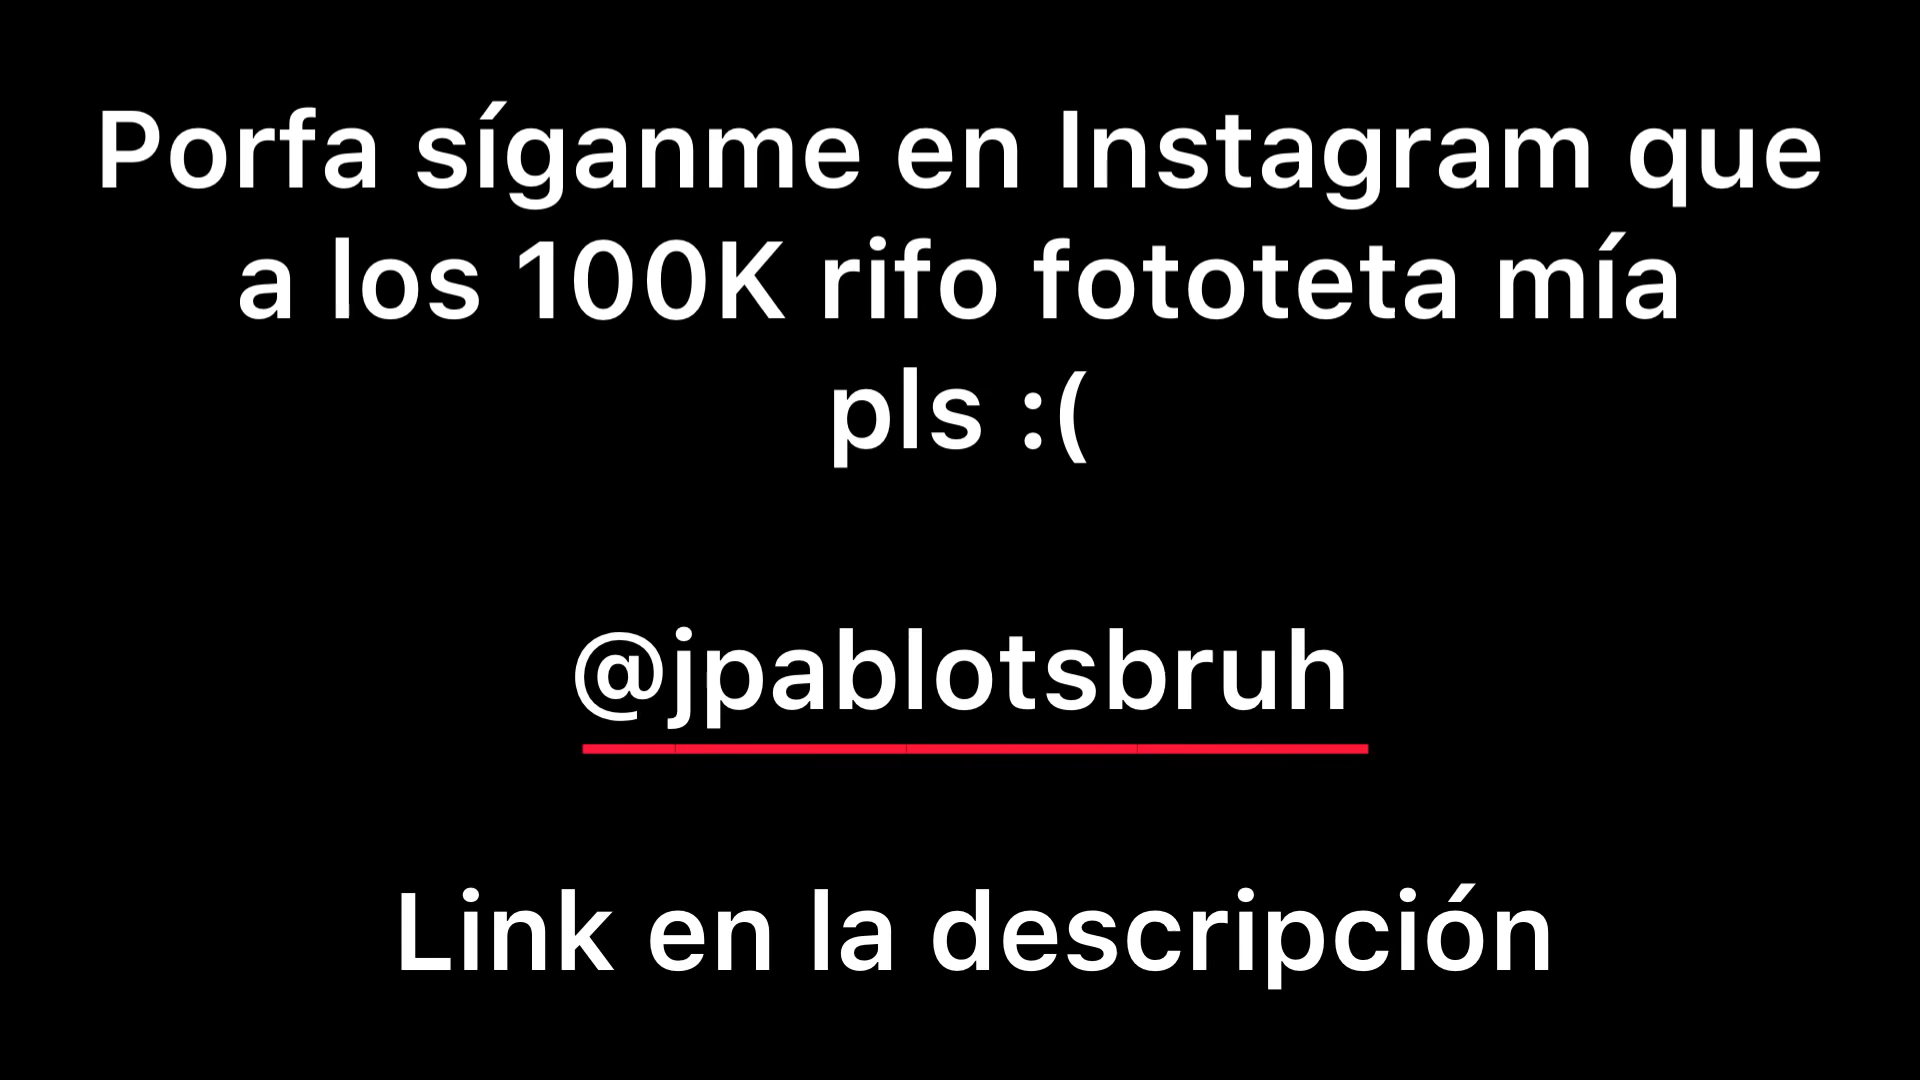 Porfa síganme en Instagram que
a los 100K rifo fototeta mía
pls :(
@jpablotsbruh
Link en la descripción